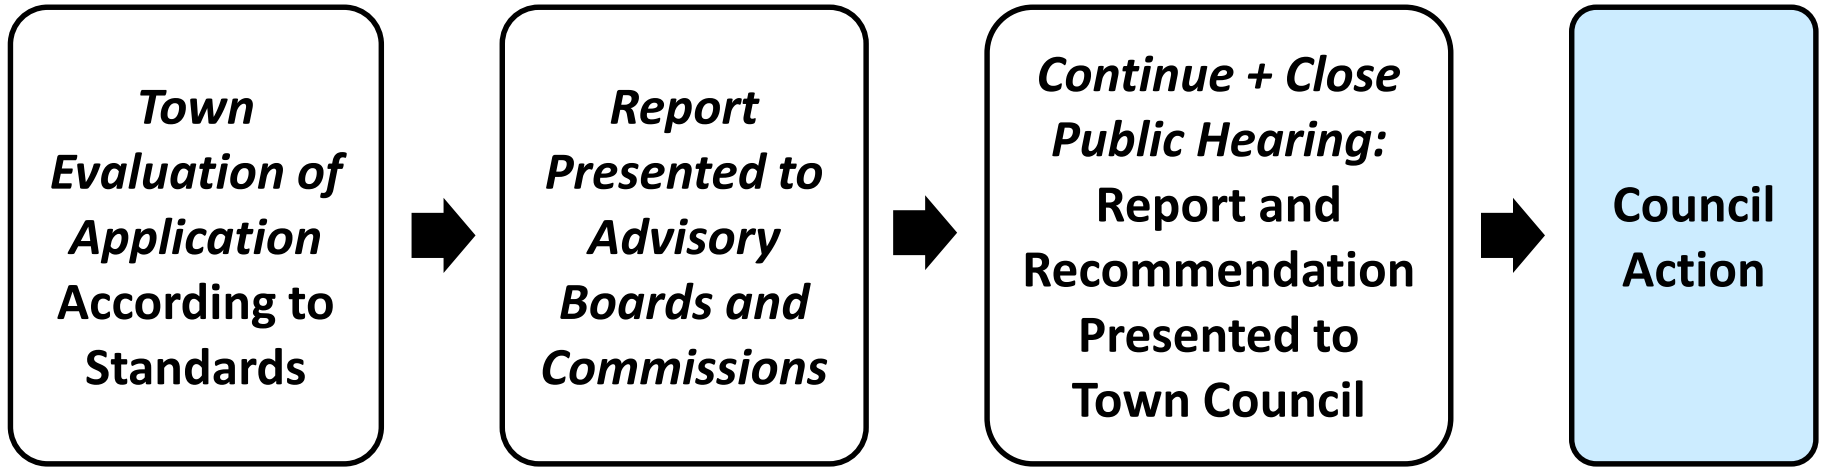 Town
Evaluation of
Application
According to
Standards
Report
Presented to
Advisory
Boards and
Commissions
Continue + Close
Public Hearing:
Report and
Recommendation
Presented to
Town Council
Council
Action